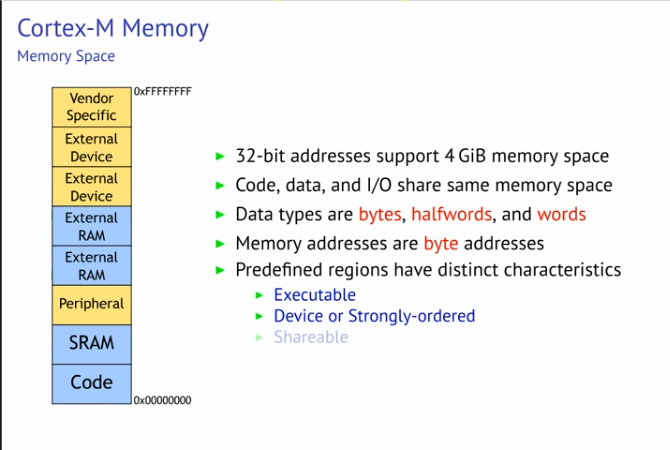 Cortex-M Memory
Memory Space
0xFFFFFFFF
Vendor
Specific
External
Device
External
Device
External
RAM
External
RAM
Peripheral
SRAM
Code
0x00000000
32-bit addresses support 4 GiB memory space
Code, data, and I/O share same memory space
Data types are bytes, halfwords, and words
Memory addresses are byte addresses
Predefined regions have distinct characteristics
Executable
Device or Strongly-ordered
Shareable